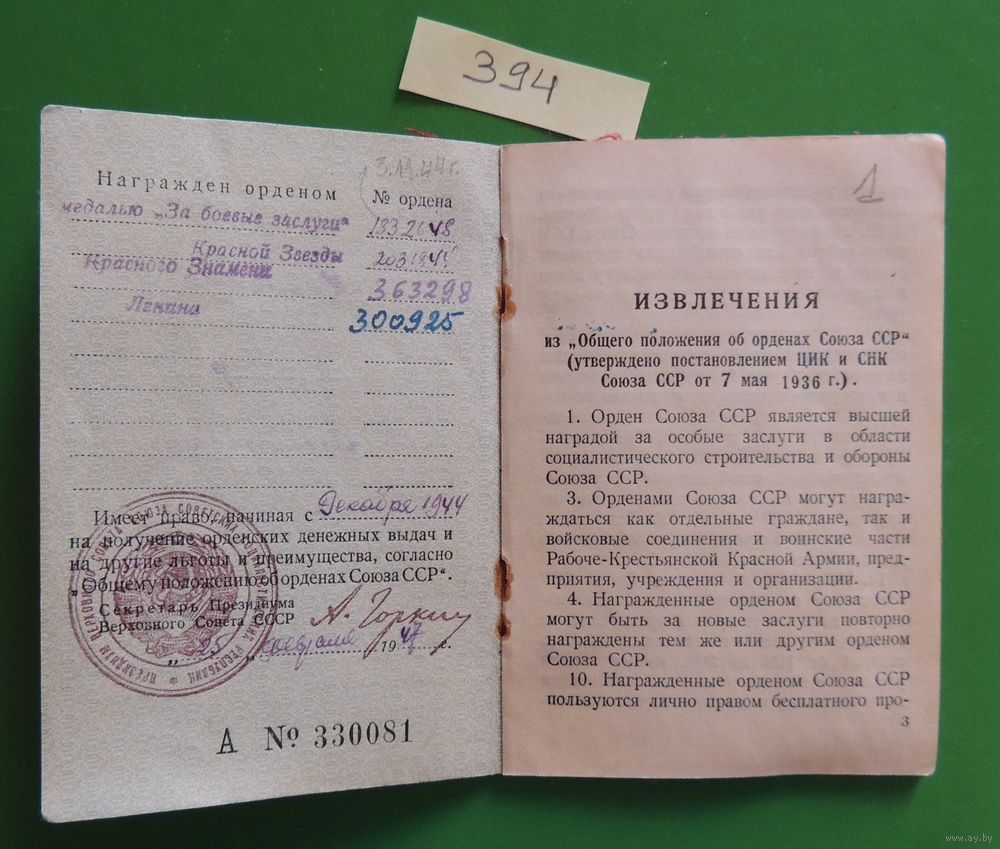 394
3.11.44г.
Награжден орденом № ордена
медалью „За боевые заслуги"
Красной Звезды
Красного Знамени 363298
Ленина 300925
Имеет право, начиная с Декабря 1944
на получение орденских денежных выдач и
на другие льготы и преимущества, согласно
„Общему положению об орденах Союза ССР".
Секретарь Президиума
Верховного Совета СССР А. Горкин
„25 февраля 1947 г.
А № 330081
1
ИЗВЛЕЧЕНИЯ
из „Общего положения об орденах Союза ССР"
(утверждено постановлением ЦИК и СНК
Союза ССР от 7 мая 1936 г.).
1. Орден Союза ССР является высшей
наградой за особые заслуги в области
социалистического строительства и обороны
Союза ССР.
3. Орденами Союза ССР могут награ-
ждаться как отдельные граждане, так и
войсковые соединения и воинские части
Рабоче-Крестьянской Красной Армии, пред-
приятия, учреждения и организации.
4. Награжденные орденом Союза ССР
могут быть за новые заслуги повторно
награждены тем же или другим орденом
Союза ССР.
10. Награжденные орденом Союза ССР
пользуются лично правом бесплатного про-
3
www.ay.by